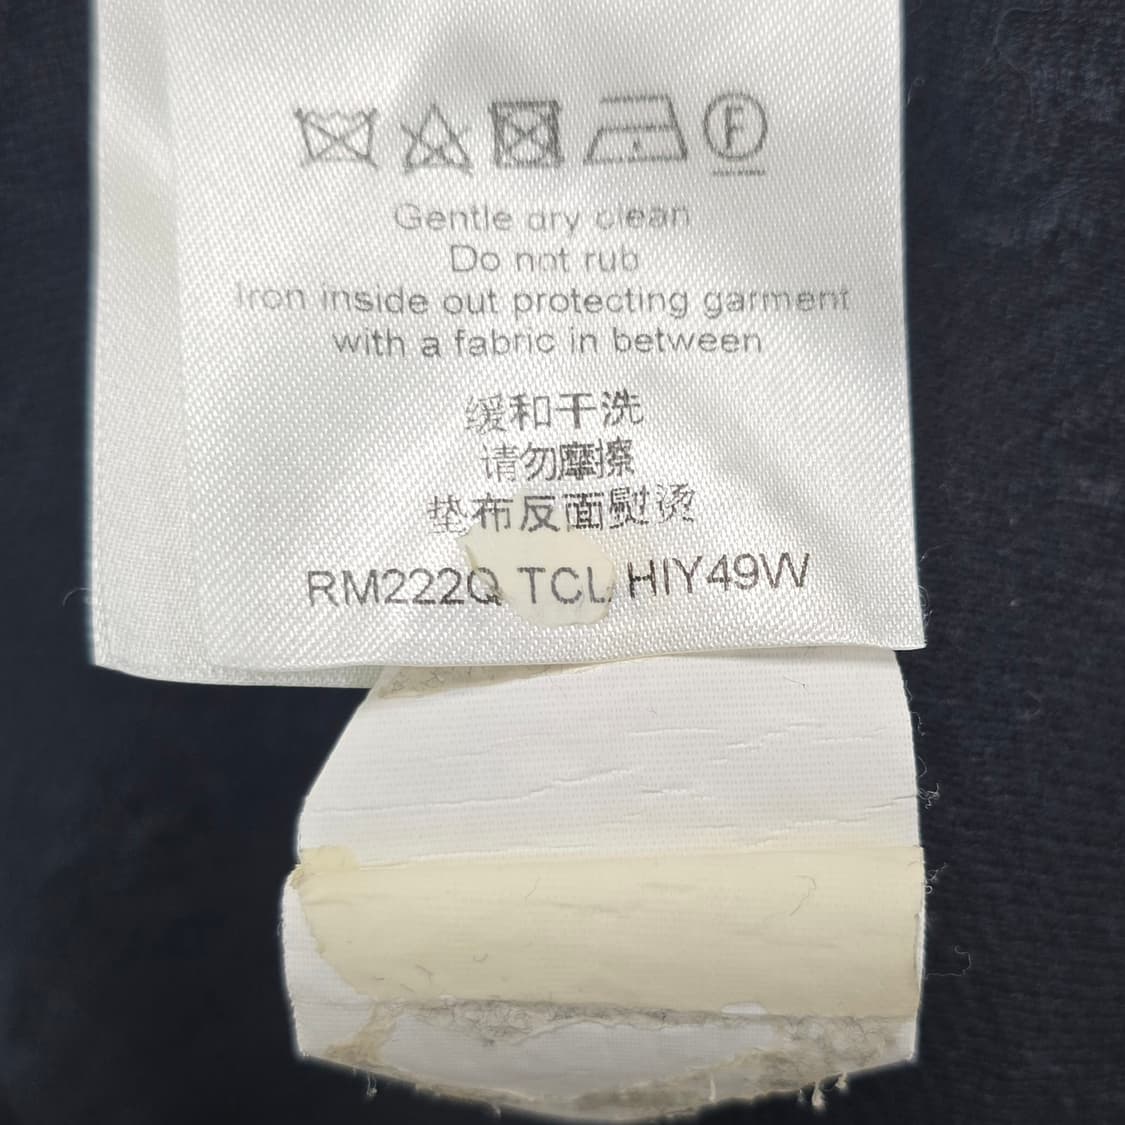 F
Gentle dry clean
Do not rub
Iron inside out protecting garment
with a fabric in between
缓和干洗
请勿摩擦
垫布反面熨烫
RM222Q TCL HIY49W